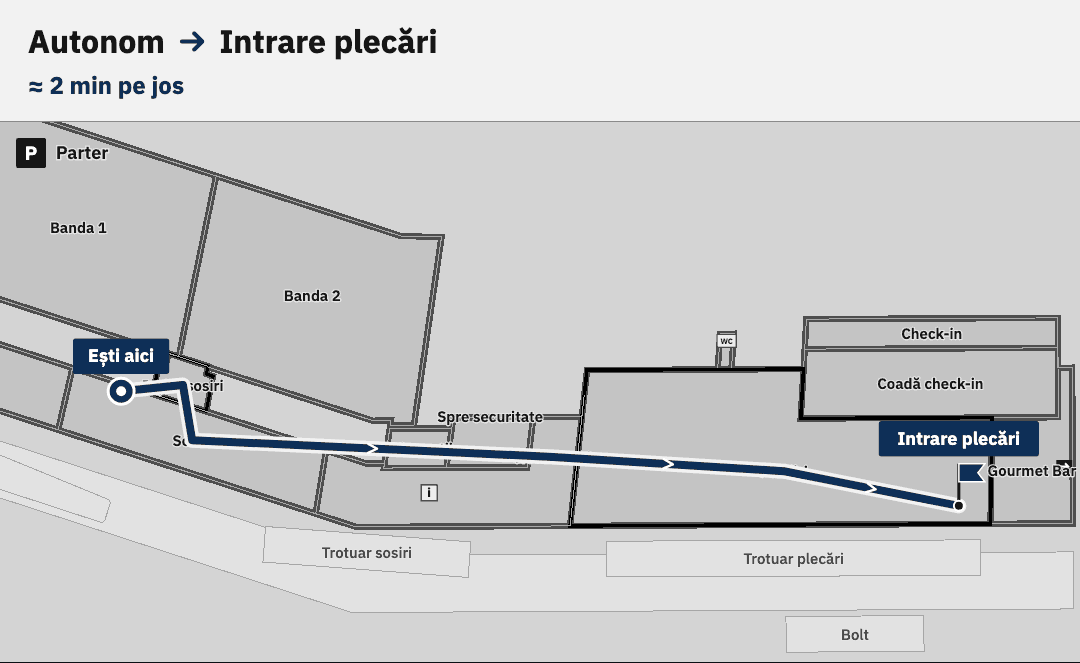 Autonom → Intrare plecări
≈ 2 min pe jos
P Parter
Banda 1
Banda 2
wc
Check-in
Ești aici
sosiri
Coadă check-in
Spre securitate
Intrare plecări
Gourmet Bar
i
Trotuar sosiri
Trotuar plecări
Bolt